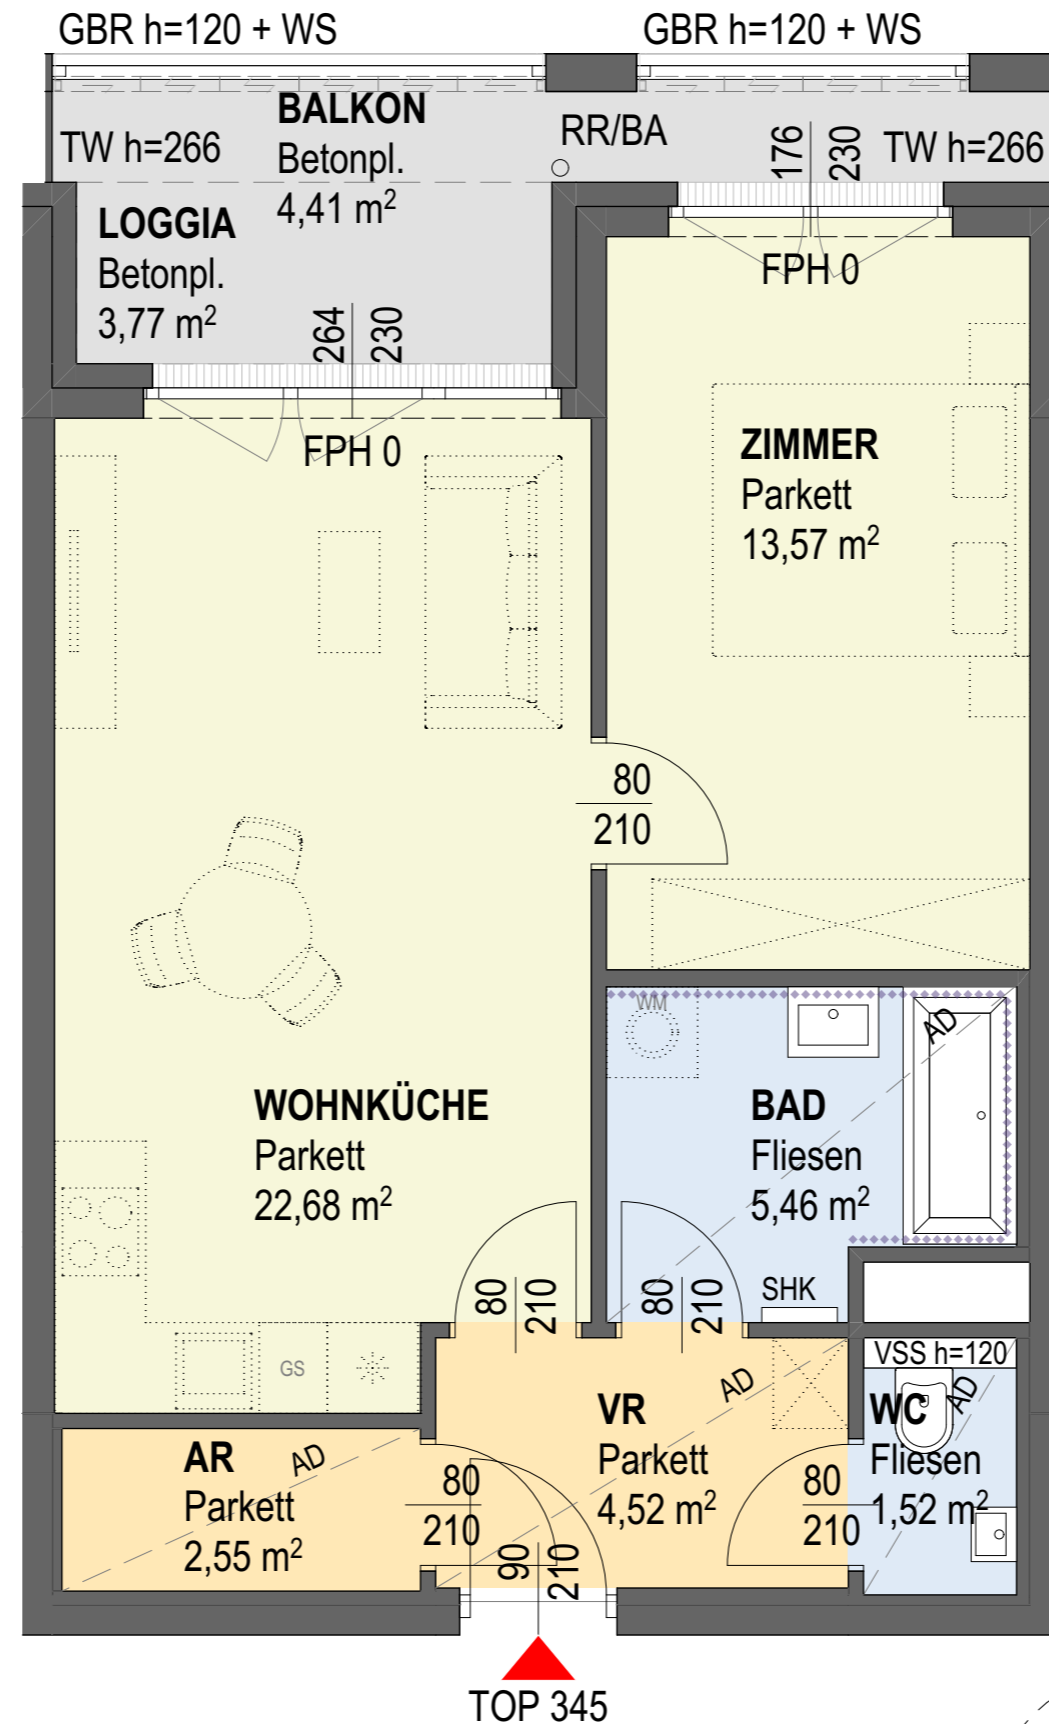 GBR h=120 + WS
GBR h=120 + WS
BALKON
Betonpl.
4,41 m²
TW h=266
RR/BA
176
230
TW h=266
LOGGIA
Betonpl.
3,77 m²
264
230
FPH 0
FPH 0
ZIMMER
Parkett
13,57 m²
80
210
WM
AD
WOHNKÜCHE
Parkett
22,68 m²
BAD
Fliesen
5,46 m²
80
210
80
210
SHK
GS
VSS h=120
AD
AD
VR
Parkett
4,52 m²
WC
Fliesen
1,52 m²
AR
Parkett
2,55 m²
AD
80
210
80
210
90
210
TOP 345